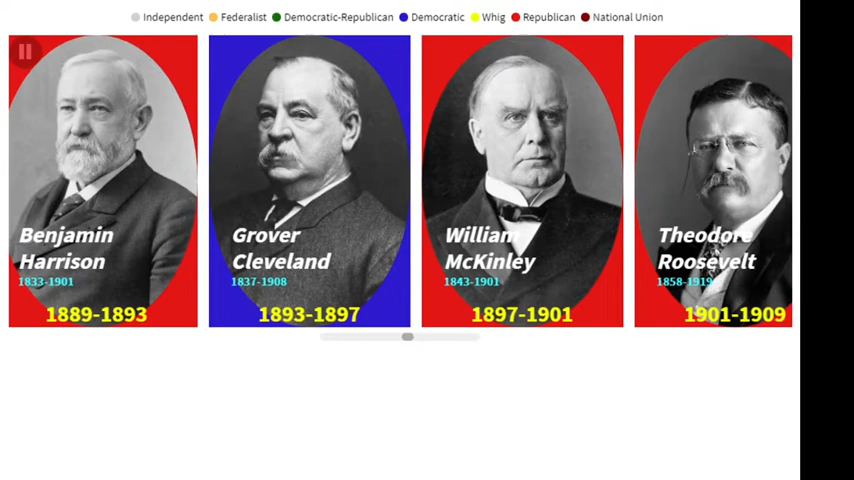 Independent Federalist Democratic-Republican Democratic Whig Republican National Union
Benjamin
Harrison
1833-1901
1889-1893
Grover
Cleveland
1837-1908
1893-1897
William
McKinley
1843-1901
1897-1901
Theodore
Roosevelt
1858-1919
1901-1909